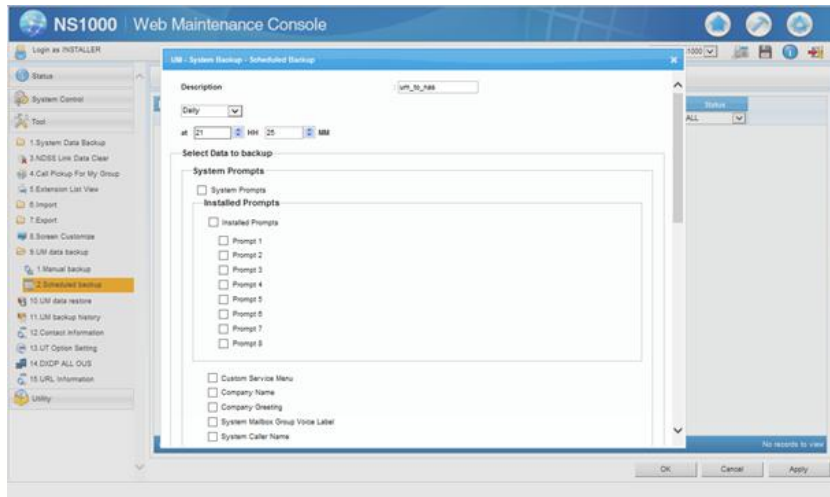 NS1000 Web Maintenance Console
Login as INSTALLER
1000
UM - System Backup - Scheduled Backup
Status
System Control
Tool
1.System Data Backup
3.NDSS Link Data Clear
4.Call Pickup For My Group
5.Extension List View
6.Import
7.Export
8.Screen Customize
9.UM data backup
1.Manual backup
2.Scheduled backup
10.UM data restore
11.UM backup history
12.Contact Information
13.UT Option Setting
14.DXDP ALL OUS
15.URL Information
Utility
Description : um_to_nas
Daily
at 21 HH 25 MM
Select Data to backup
System Prompts
System Prompts
Installed Prompts
Installed Prompts
Prompt 1
Prompt 2
Prompt 3
Prompt 4
Prompt 5
Prompt 6
Prompt 7
Prompt 8
Custom Service Menu
Company Name
Company Greeting
System Mailbox Group Voice Label
System Caller Name
Status
ALL
No records to view
OK
Cancel
Apply